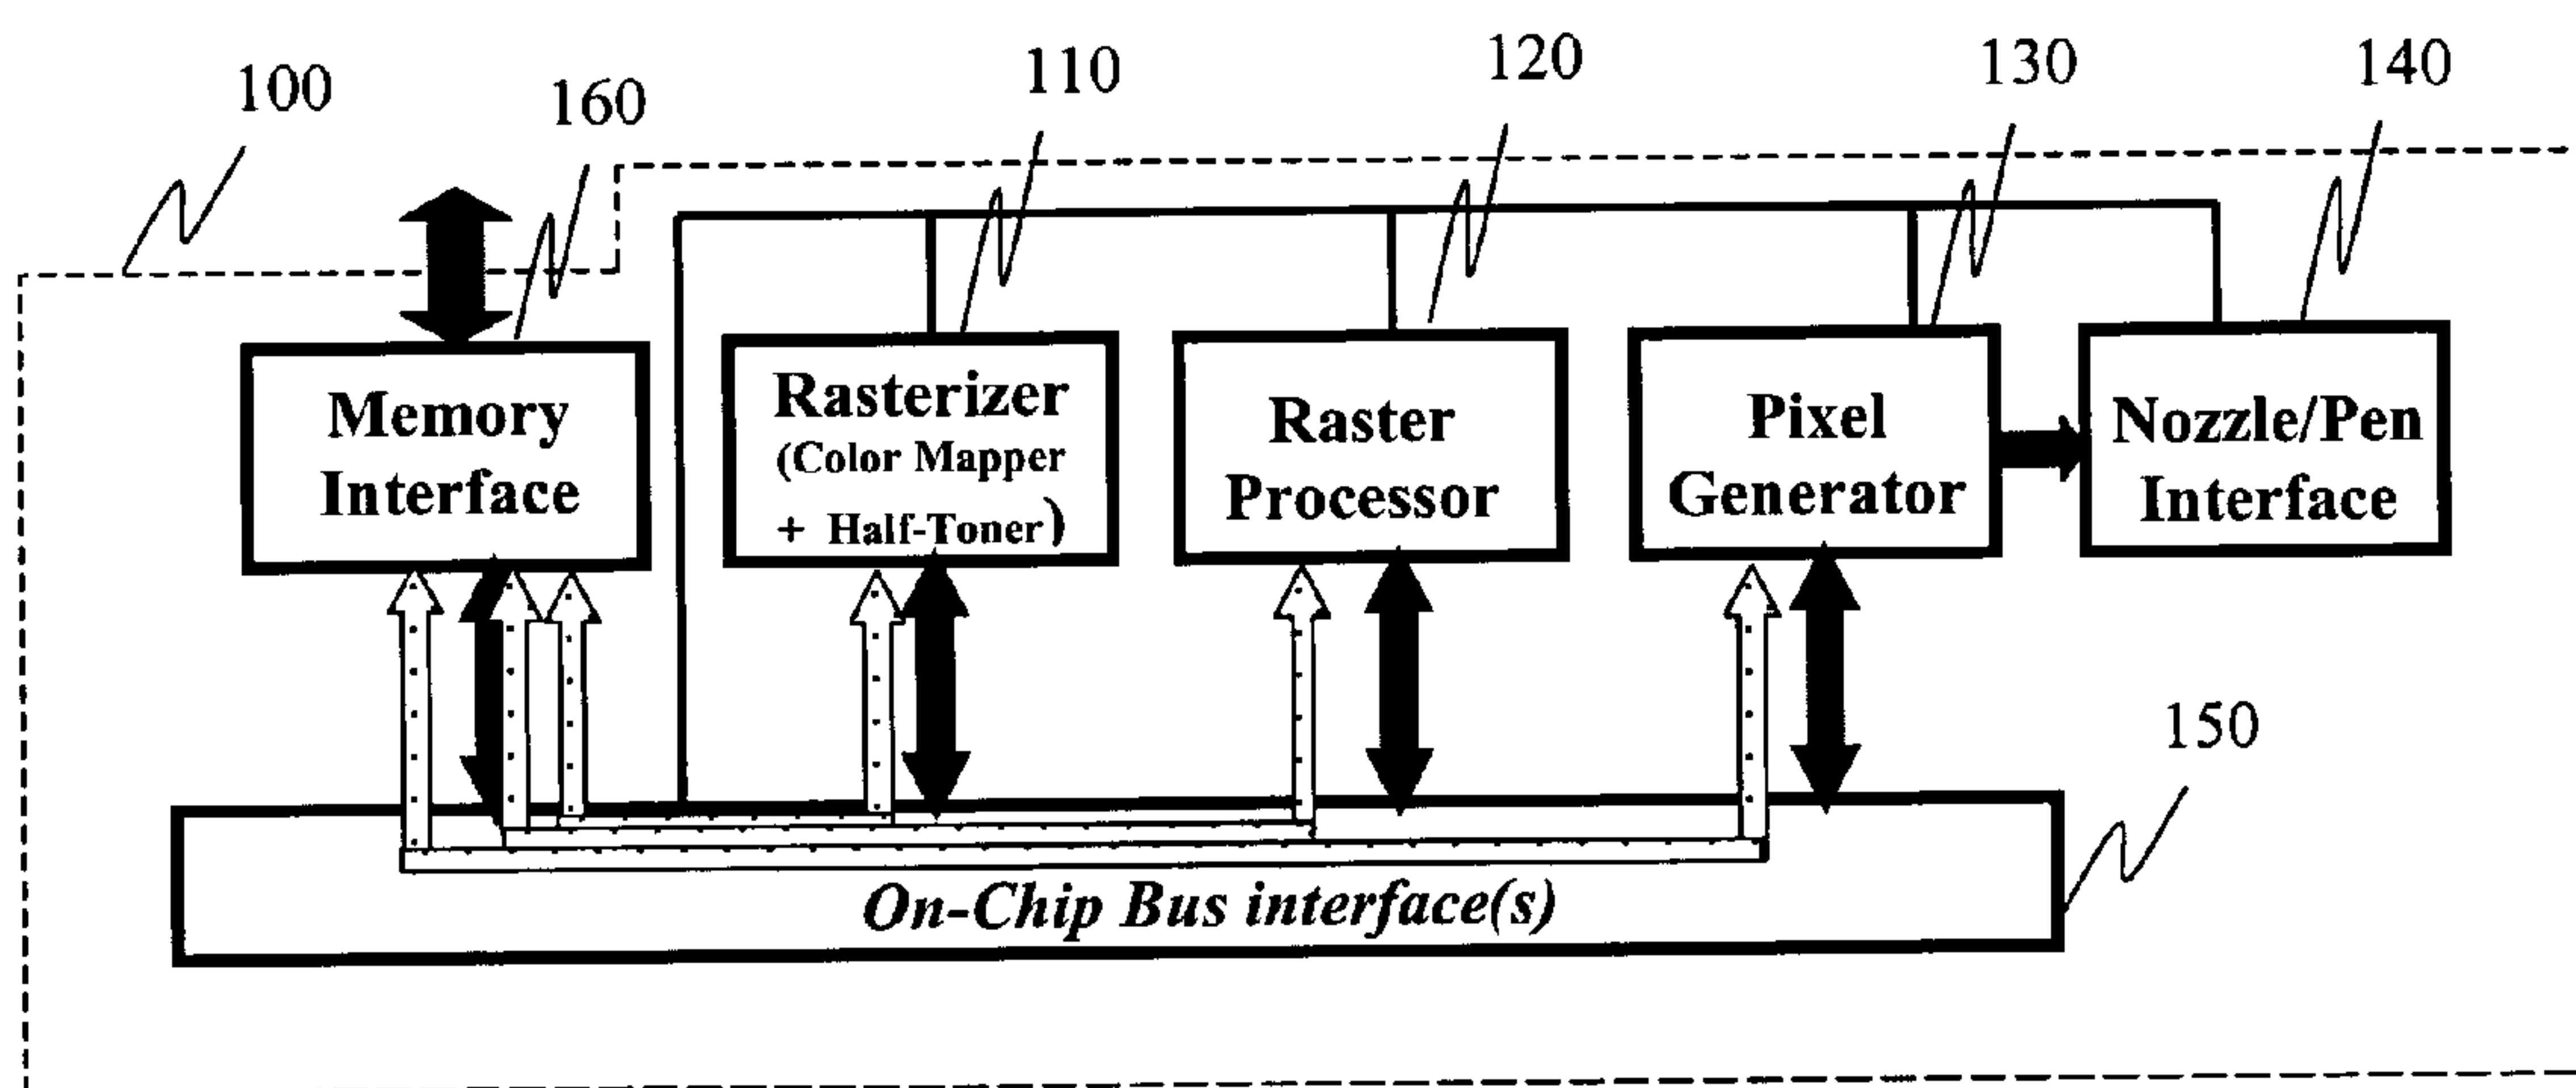 100
160
110
120
130
140
Memory
Interface
Rasterizer
(Color Mapper
+ Half-Toner)
Raster
Processor
Pixel
Generator
Nozzle/Pen
Interface
150
On-Chip Bus interface(s)